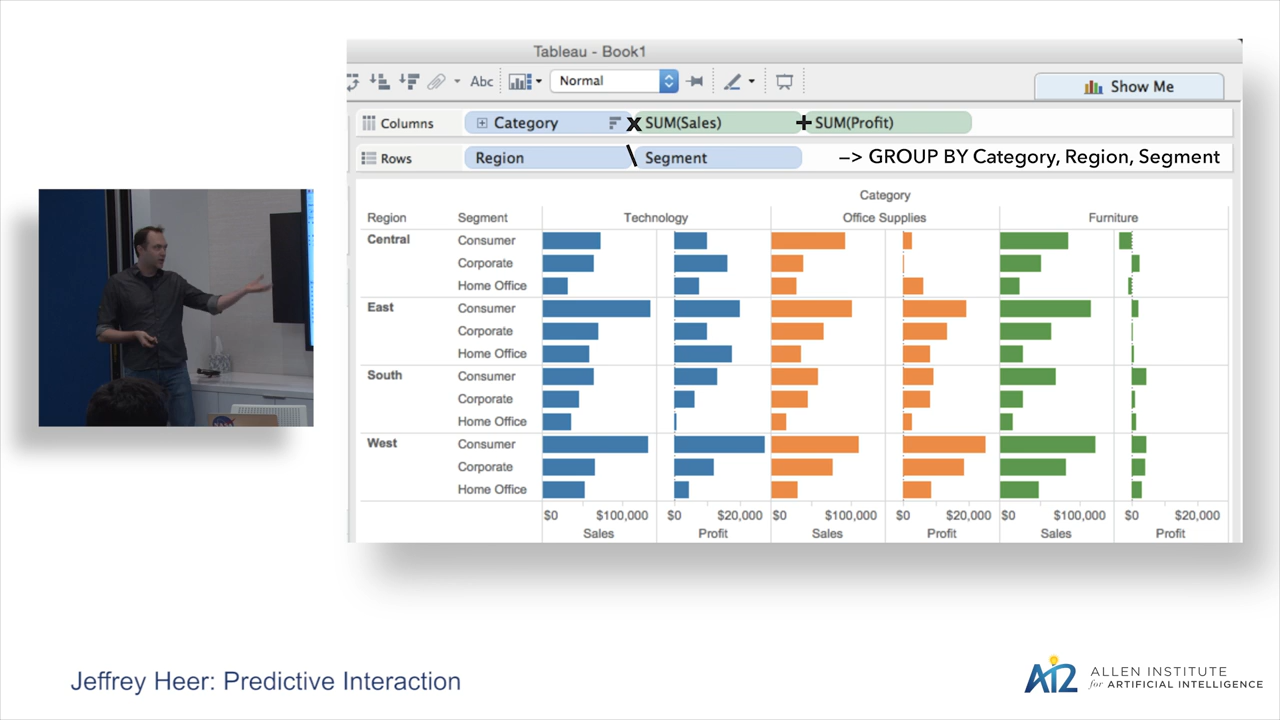 Tableau - Book1
Abc Normal Show Me
Columns Category x SUM(Sales) + SUM(Profit)
Rows Region \ Segment —> GROUP BY Category, Region, Segment
Category
Region Segment Technology Office Supplies Furniture
Central Consumer
Corporate
Home Office
East Consumer
Corporate
Home Office
South Consumer
Corporate
Home Office
West Consumer
Corporate
Home Office
$0 $100,000 $0 $20,000 $0 $100,000 $0 $20,000 $0 $100,000 $0 $20,000
Sales Profit Sales Profit Sales Profit
NASA
Jeffrey Heer: Predictive Interaction
AI2 ALLEN INSTITUTE
for ARTIFICIAL INTELLIGENCE